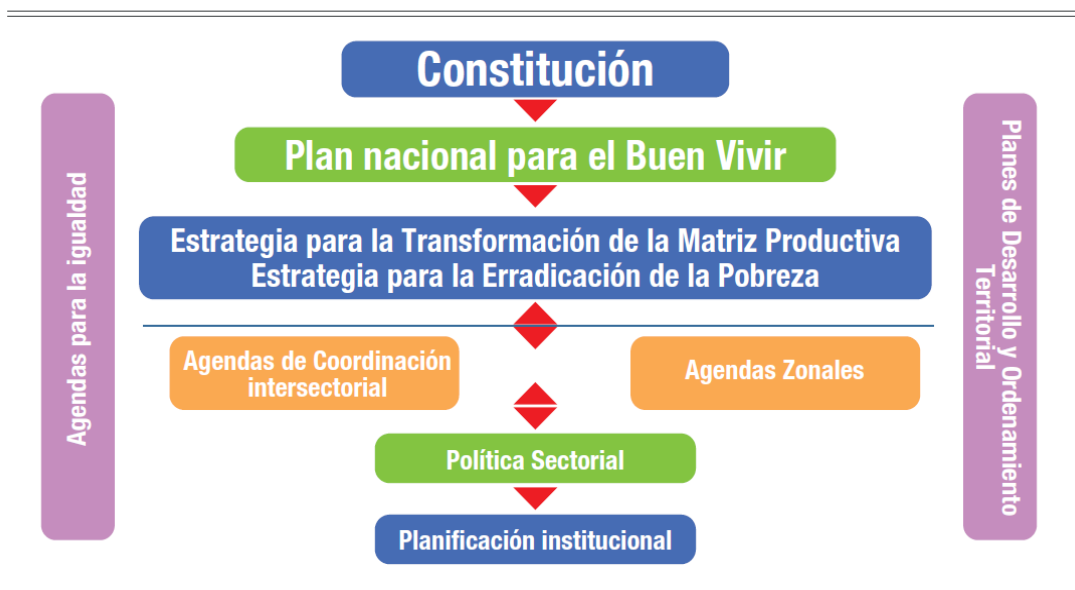 Constitución
Plan nacional para el Buen Vivir
Estrategia para la Transformación de la Matriz Productiva
Estrategia para la Erradicación de la Pobreza
Agendas de Coordinación
intersectorial
Agendas Zonales
Política Sectorial
Planificación institucional
Agendas para la igualdad
Planes de Desarrollo y Ordenamiento
Territorial